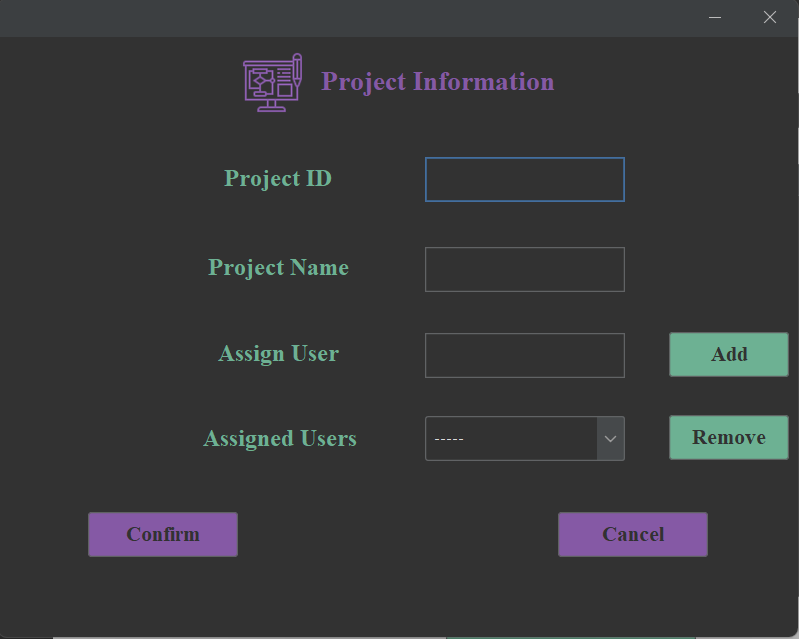 Project Information
Project ID
Project Name
Assign User
Add
Assigned Users
-----
Remove
Confirm
Cancel